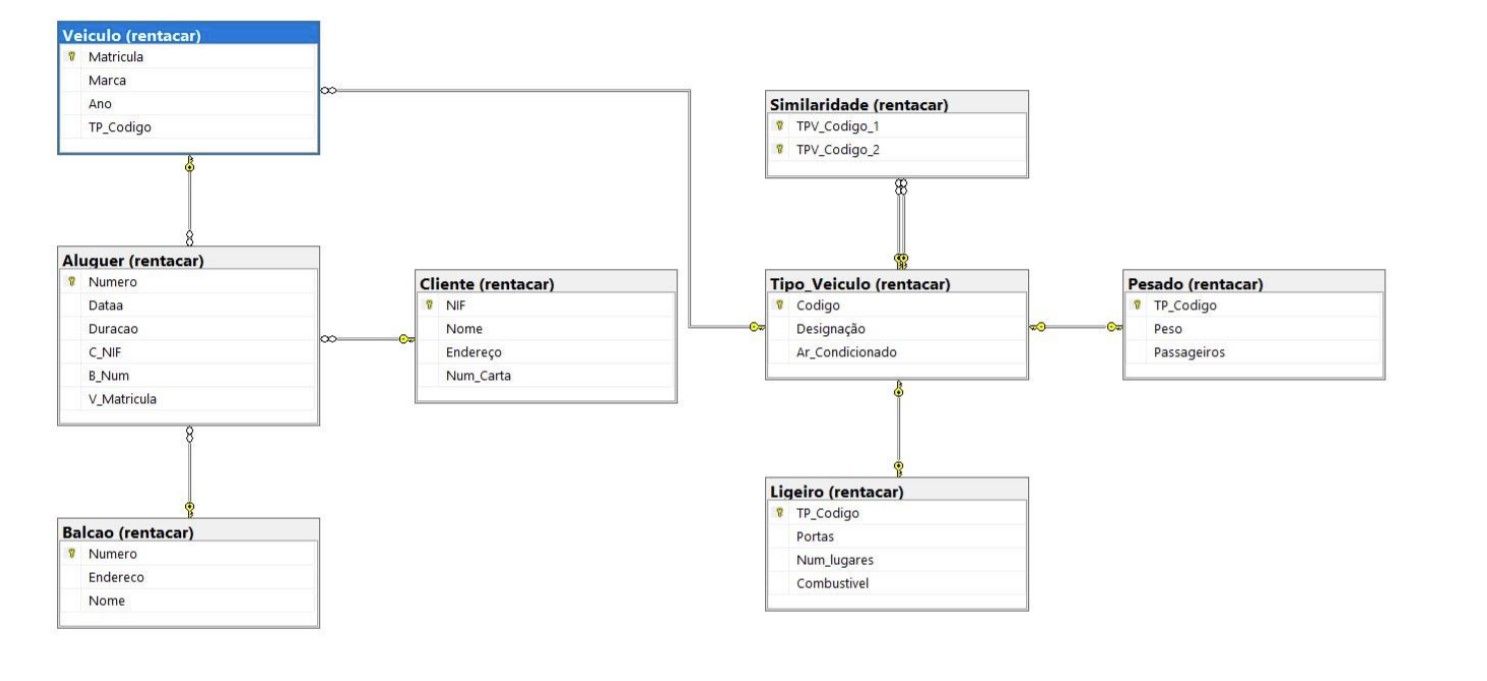 Veiculo (rentacar)
Matricula
Marca
Ano
TP_Codigo
Similaridade (rentacar)
TPV_Codigo_1
TPV_Codigo_2
Aluguer (rentacar)
Numero
Dataa
Duracao
C_NIF
B_Num
V_Matricula
Cliente (rentacar)
NIF
Nome
Endereço
Num_Carta
Tipo_Veiculo (rentacar)
Codigo
Designação
Ar_Condicionado
Pesado (rentacar)
TP_Codigo
Peso
Passageiros
Balcao (rentacar)
Numero
Endereco
Nome
Ligeiro (rentacar)
TP_Codigo
Portas
Num_lugares
Combustivel